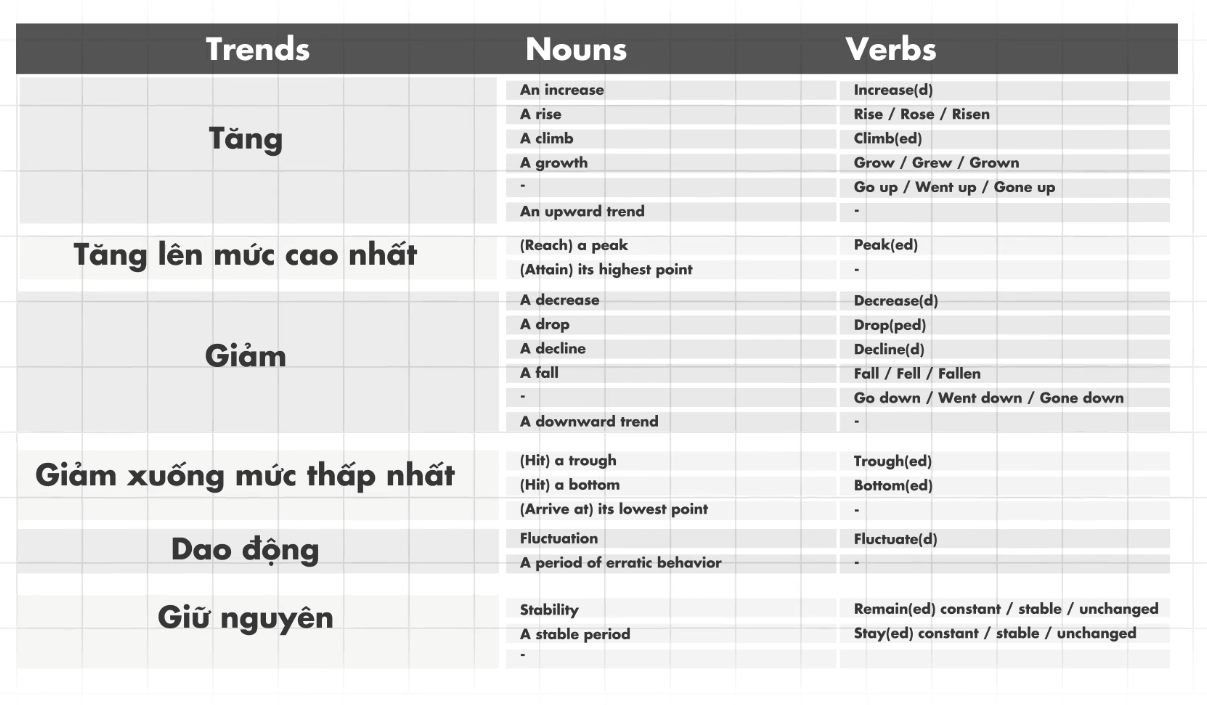 Trends Nouns Verbs
Tăng
An increase Increase(d)
A rise Rise / Rose / Risen
A climb Climb(ed)
A growth Grow / Grew / Grown
- Go up / Went up / Gone up
An upward trend -
Tăng lên mức cao nhất
(Reach) a peak Peak(ed)
(Attain) its highest point -
Giảm
A decrease Decrease(d)
A drop Drop(ped)
A decline Decline(d)
A fall Fall / Fell / Fallen
- Go down / Went down / Gone down
A downward trend -
Giảm xuống mức thấp nhất
(Hit) a trough Trough(ed)
(Hit) a bottom Bottom(ed)
(Arrive at) its lowest point -
Dao động
Fluctuation Fluctuate(d)
A period of erratic behavior -
Giữ nguyên
Stability Remain(ed) constant / stable / unchanged
A stable period Stay(ed) constant / stable / unchanged
-